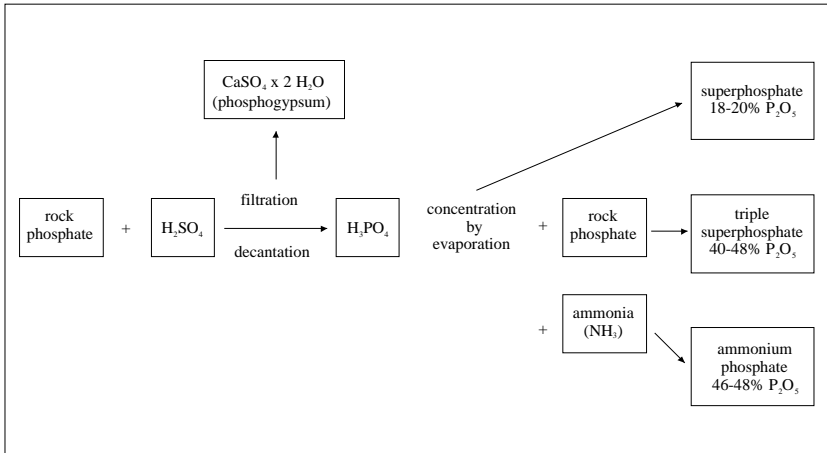 CaSO₄ x 2 H₂O
(phosphogypsum)
superphosphate
18-20% P₂O₅
rock
phosphate
+
H₂SO₄
filtration
decantation
H₃PO₄
concentration
by
evaporation
+
rock
phosphate
triple
superphosphate
40-48% P₂O₅
+
ammonia
(NH₃)
ammonium
phosphate
46-48% P₂O₅